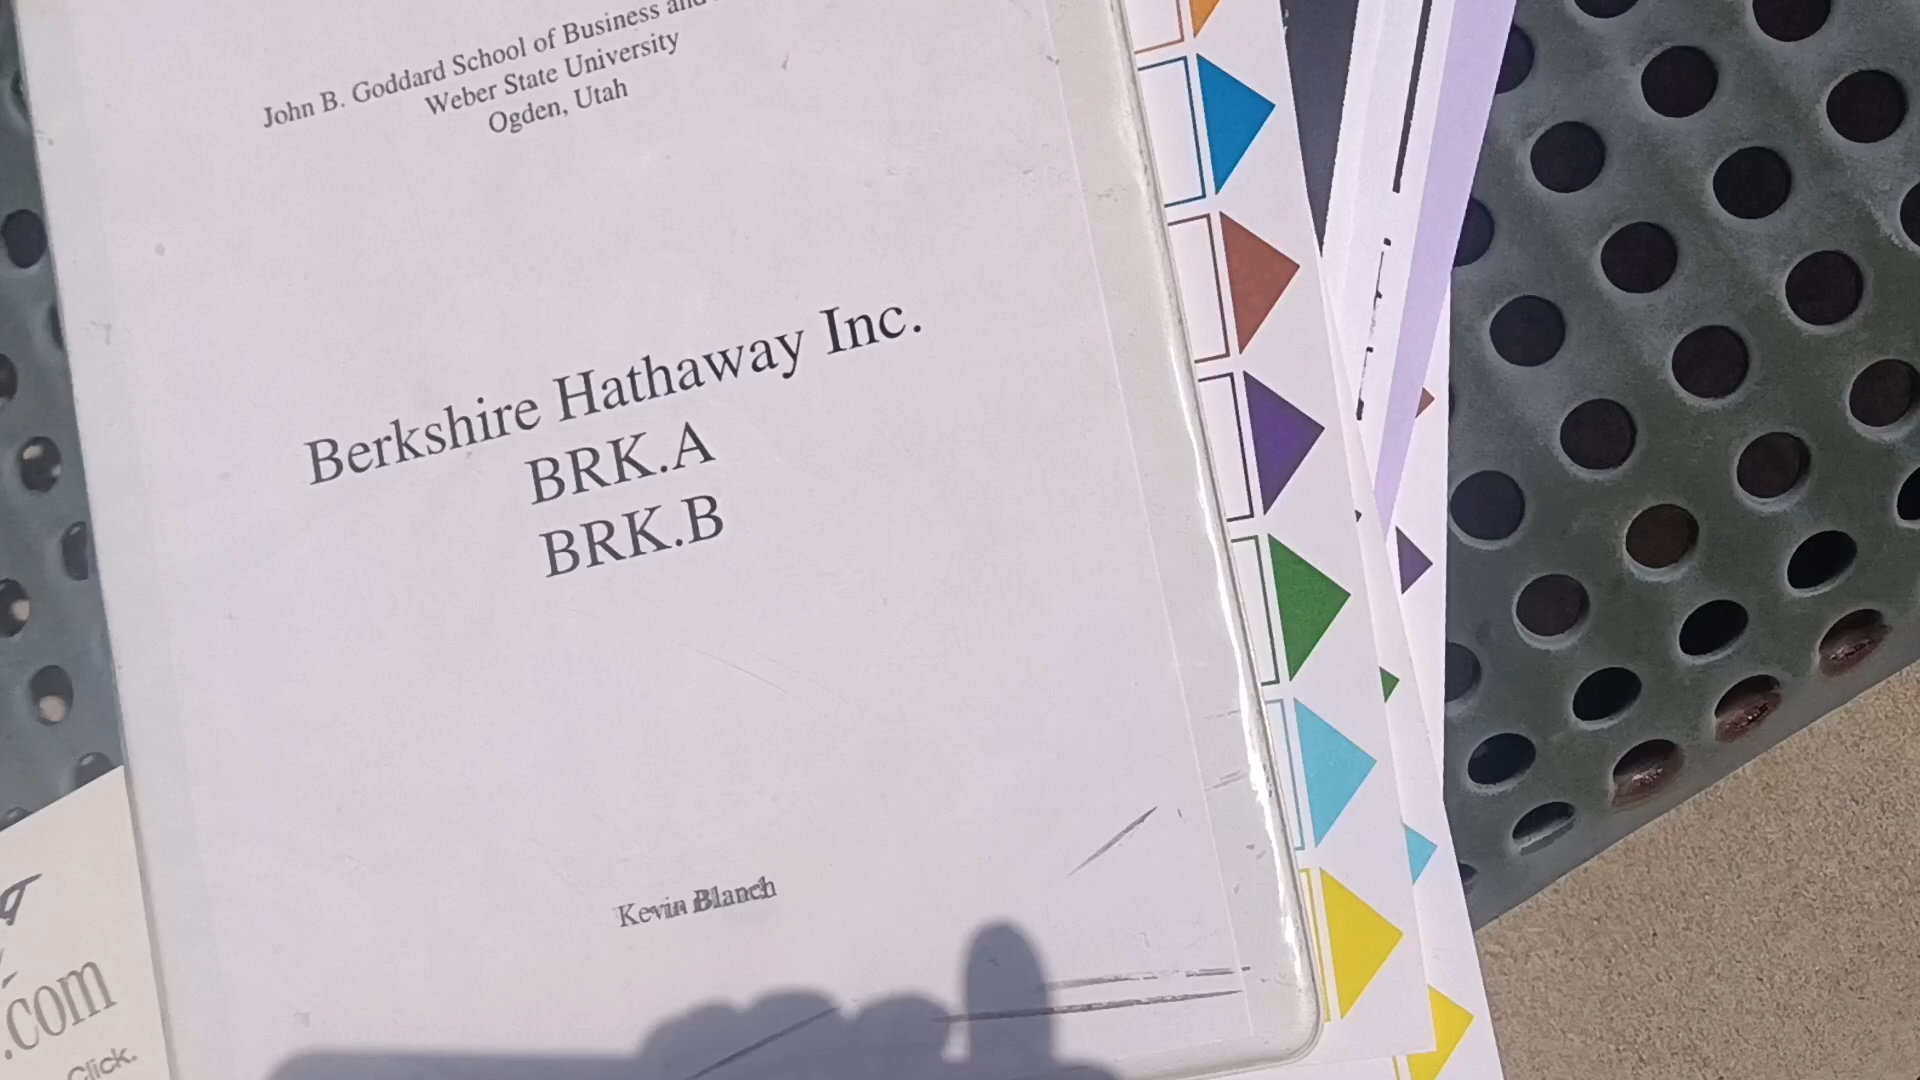 John B. Goddard School of Business and
Weber State University
Ogden, Utah
Berkshire Hathaway Inc.
BRK.A
BRK.B
Kevin Blanch
.com
Click.